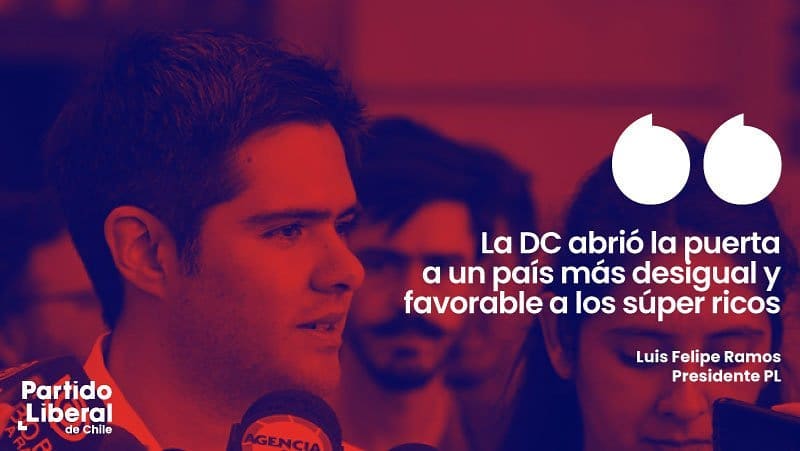 La DC abrió la puerta
a un país más desigual y
favorable a los súper ricos
Luis Felipe Ramos
Presidente PL
Partido
Liberal
de Chile
AGENCIA